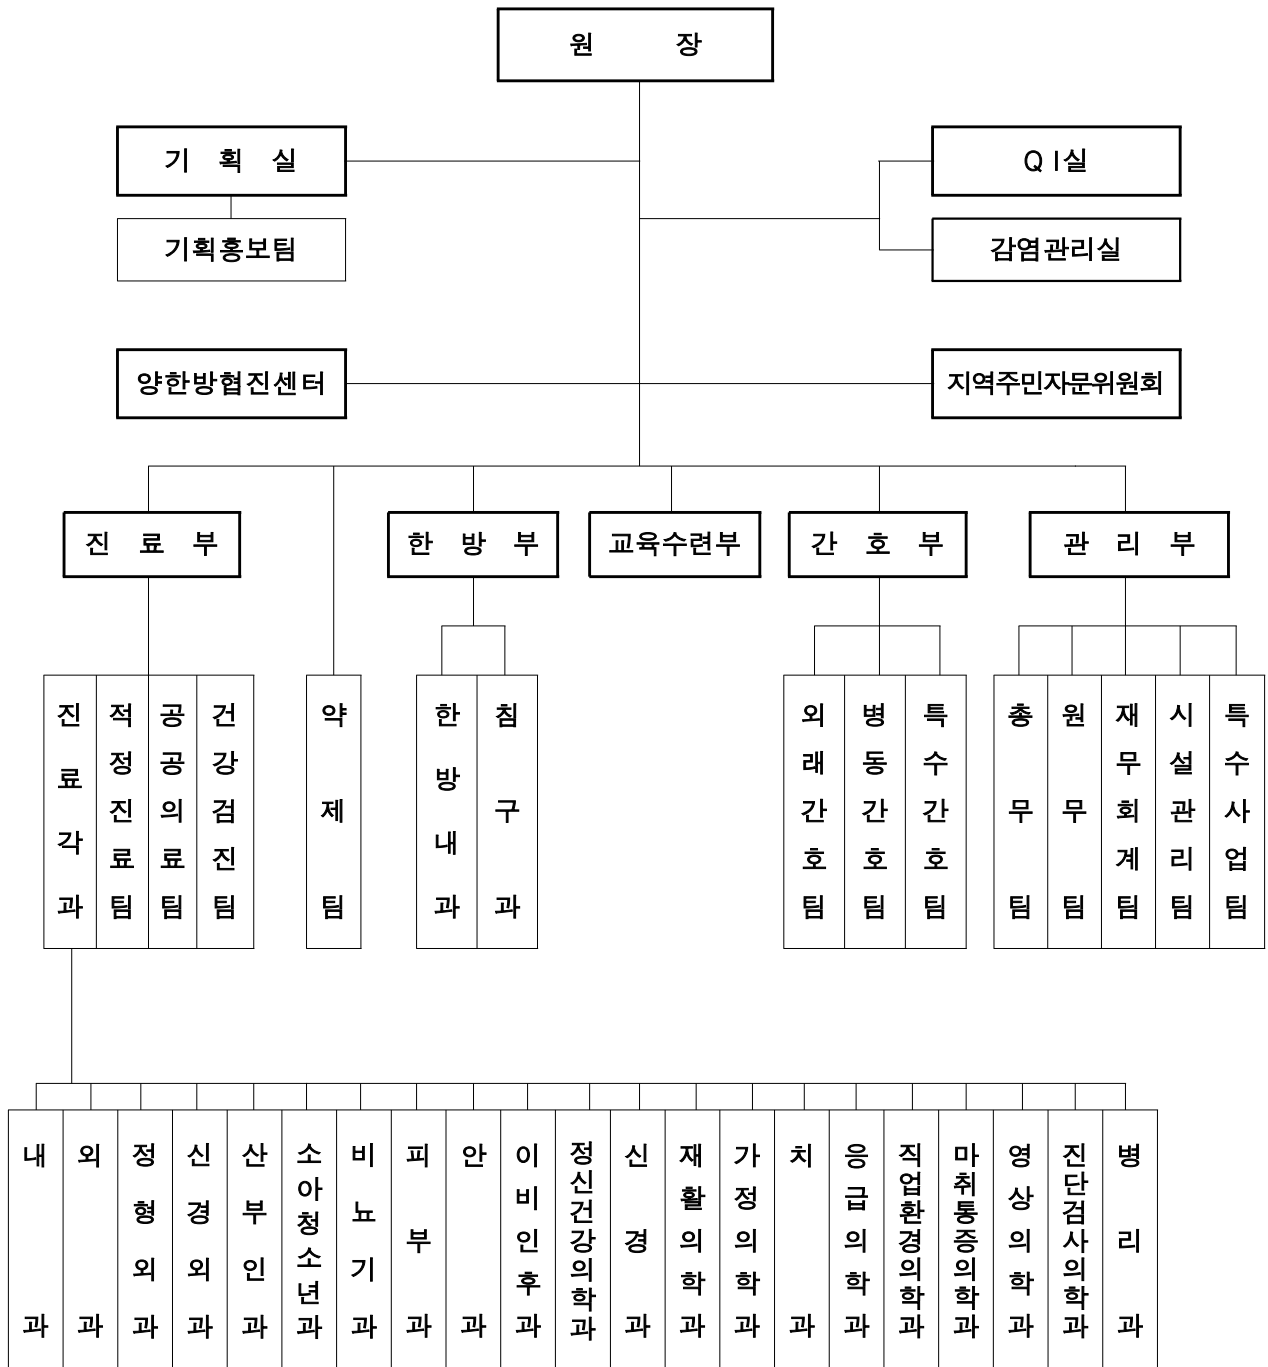 원 장
기 획 실
Q I실
기획홍보팀
감염관리실
양한방협진센터
지역주민자문위원회
진 료 부
한 방 부
교육수련부
간 호 부
관 리 부
진료각과
적정진료팀
공공의료팀
건강검진팀
약제팀
한방내과
침구과
외래간호팀
병동간호팀
특수간호팀
총무팀
원무팀
재무회계팀
시설관리팀
특수사업팀
내과
외과
정형외과
신경외과
산부인과
소아청소년과
비뇨기과
피부과
안과
이비인후과
정신건강의학과
신경과
재활의학과
가정의학과
치과
응급의학과
직업환경의학과
마취통증의학과
영상의학과
진단검사의학과
병리과